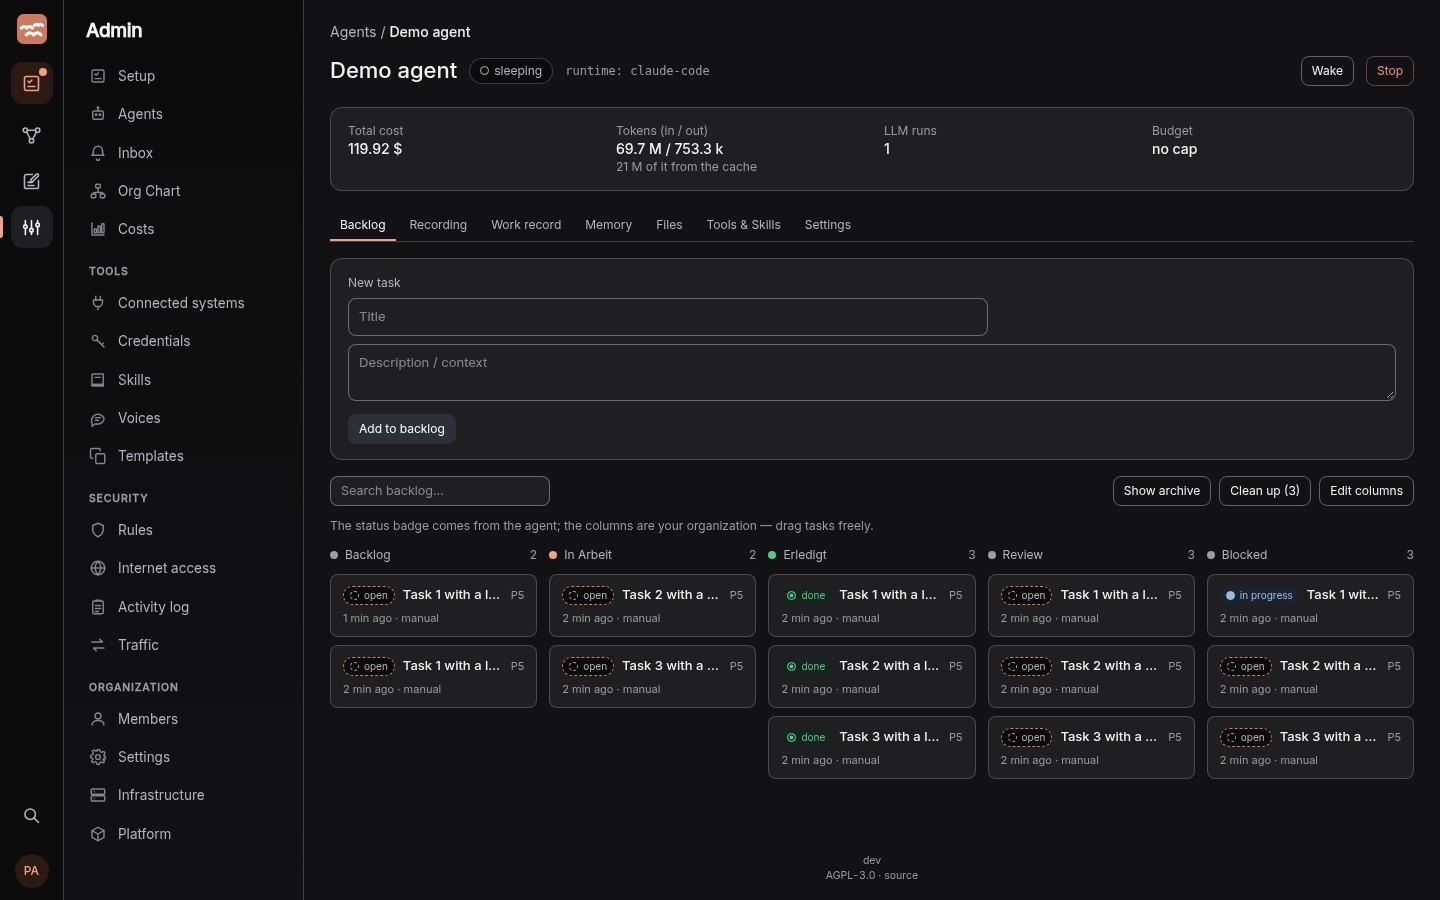 Admin
Setup
Agents
Inbox
Org Chart
Costs
TOOLS
Connected systems
Credentials
Skills
Voices
Templates
SECURITY
Rules
Internet access
Activity log
Traffic
ORGANIZATION
Members
Settings
Infrastructure
Platform
PA
Agents / Demo agent
Demo agent sleeping runtime: claude-code Wake Stop
Total cost Tokens (in / out) LLM runs Budget
119.92 $ 69.7 M / 753.3 k 1 no cap
21 M of it from the cache
Backlog Recording Work record Memory Files Tools & Skills Settings
New task
Title
Description / context
Add to backlog
Search backlog... Show archive Clean up (3) Edit columns
The status badge comes from the agent; the columns are your organization — drag tasks freely.
Backlog 2 In Arbeit 2 Erledigt 3 Review 3 Blocked 3
open Task 1 with a l... P5 open Task 2 with a ... P5 done Task 1 with a l... P5 open Task 1 with a l... P5 in progress Task 1 wit... P5
1 min ago · manual 2 min ago · manual 2 min ago · manual 2 min ago · manual 2 min ago · manual
open Task 1 with a l... P5 open Task 3 with a ... P5 done Task 2 with a l... P5 open Task 2 with a ... P5 open Task 2 with a ... P5
2 min ago · manual 2 min ago · manual 2 min ago · manual 2 min ago · manual 2 min ago · manual
done Task 3 with a l... P5 open Task 3 with a ... P5 open Task 3 with a ... P5
2 min ago · manual 2 min ago · manual 2 min ago · manual
dev
AGPL-3.0 · source